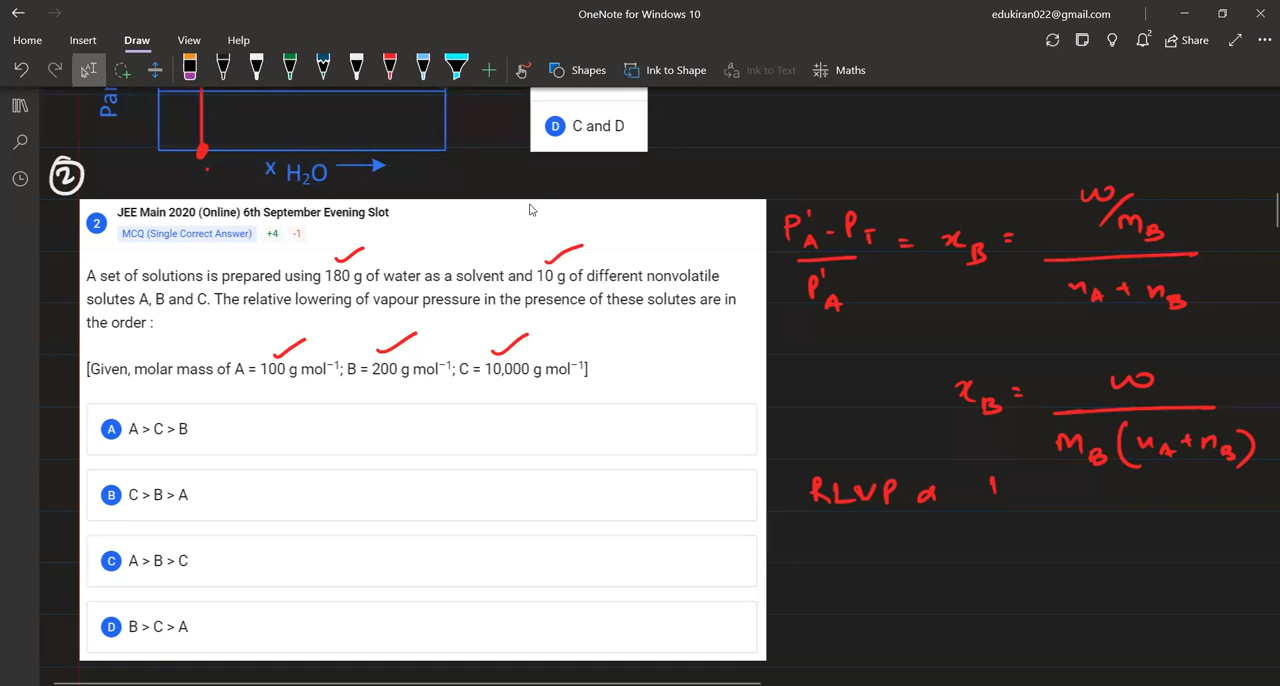 OneNote for Windows 10
edukiran022@gmail.com
Home Insert Draw View Help
Share
Shapes Ink to Shape Ink to Text Maths
Par
D C and D
x H₂O
2
2 JEE Main 2020 (Online) 6th September Evening Slot
MCQ (Single Correct Answer) +4 -1
A set of solutions is prepared using 180 g of water as a solvent and 10 g of different nonvolatile
solutes A, B and C. The relative lowering of vapour pressure in the presence of these solutes are in
the order :
[Given, molar mass of A = 100 g mol⁻¹; B = 200 g mol⁻¹; C = 10,000 g mol⁻¹]
A A > C > B
B C > B > A
C A > B > C
D B > C > A
P'A - PT / P'A = xB = w/MB / nA + nB
xB = w / MB (nA + nB)
RLVP α 1